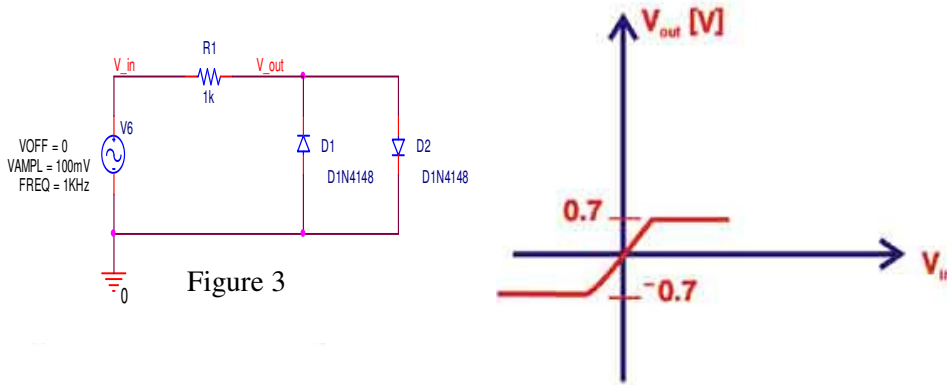 R1
V_in
V_out
1k
V6
VOFF = 0
VAMPL = 100mV
FREQ = 1KHz
D1
D1N4148
D2
D1N4148
0
Figure 3
Vout [V]
0.7
-0.7
Vin